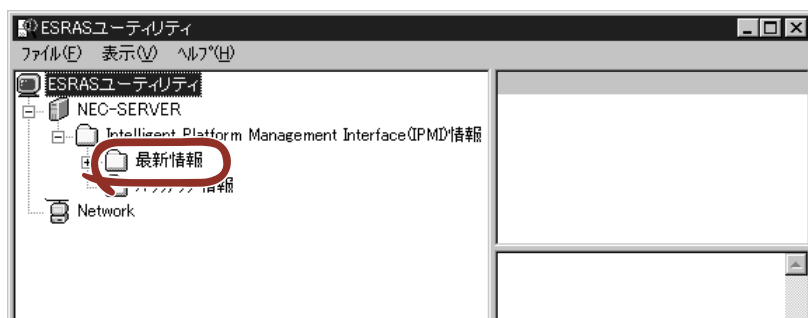 ESRASユーティリティ
ファイル(F) 表示(V) ヘルプ(H)
ESRASユーティリティ
NEC-SERVER
Intelligent Platform Management Interface(IPMI)情報
最新情報
情報
Network